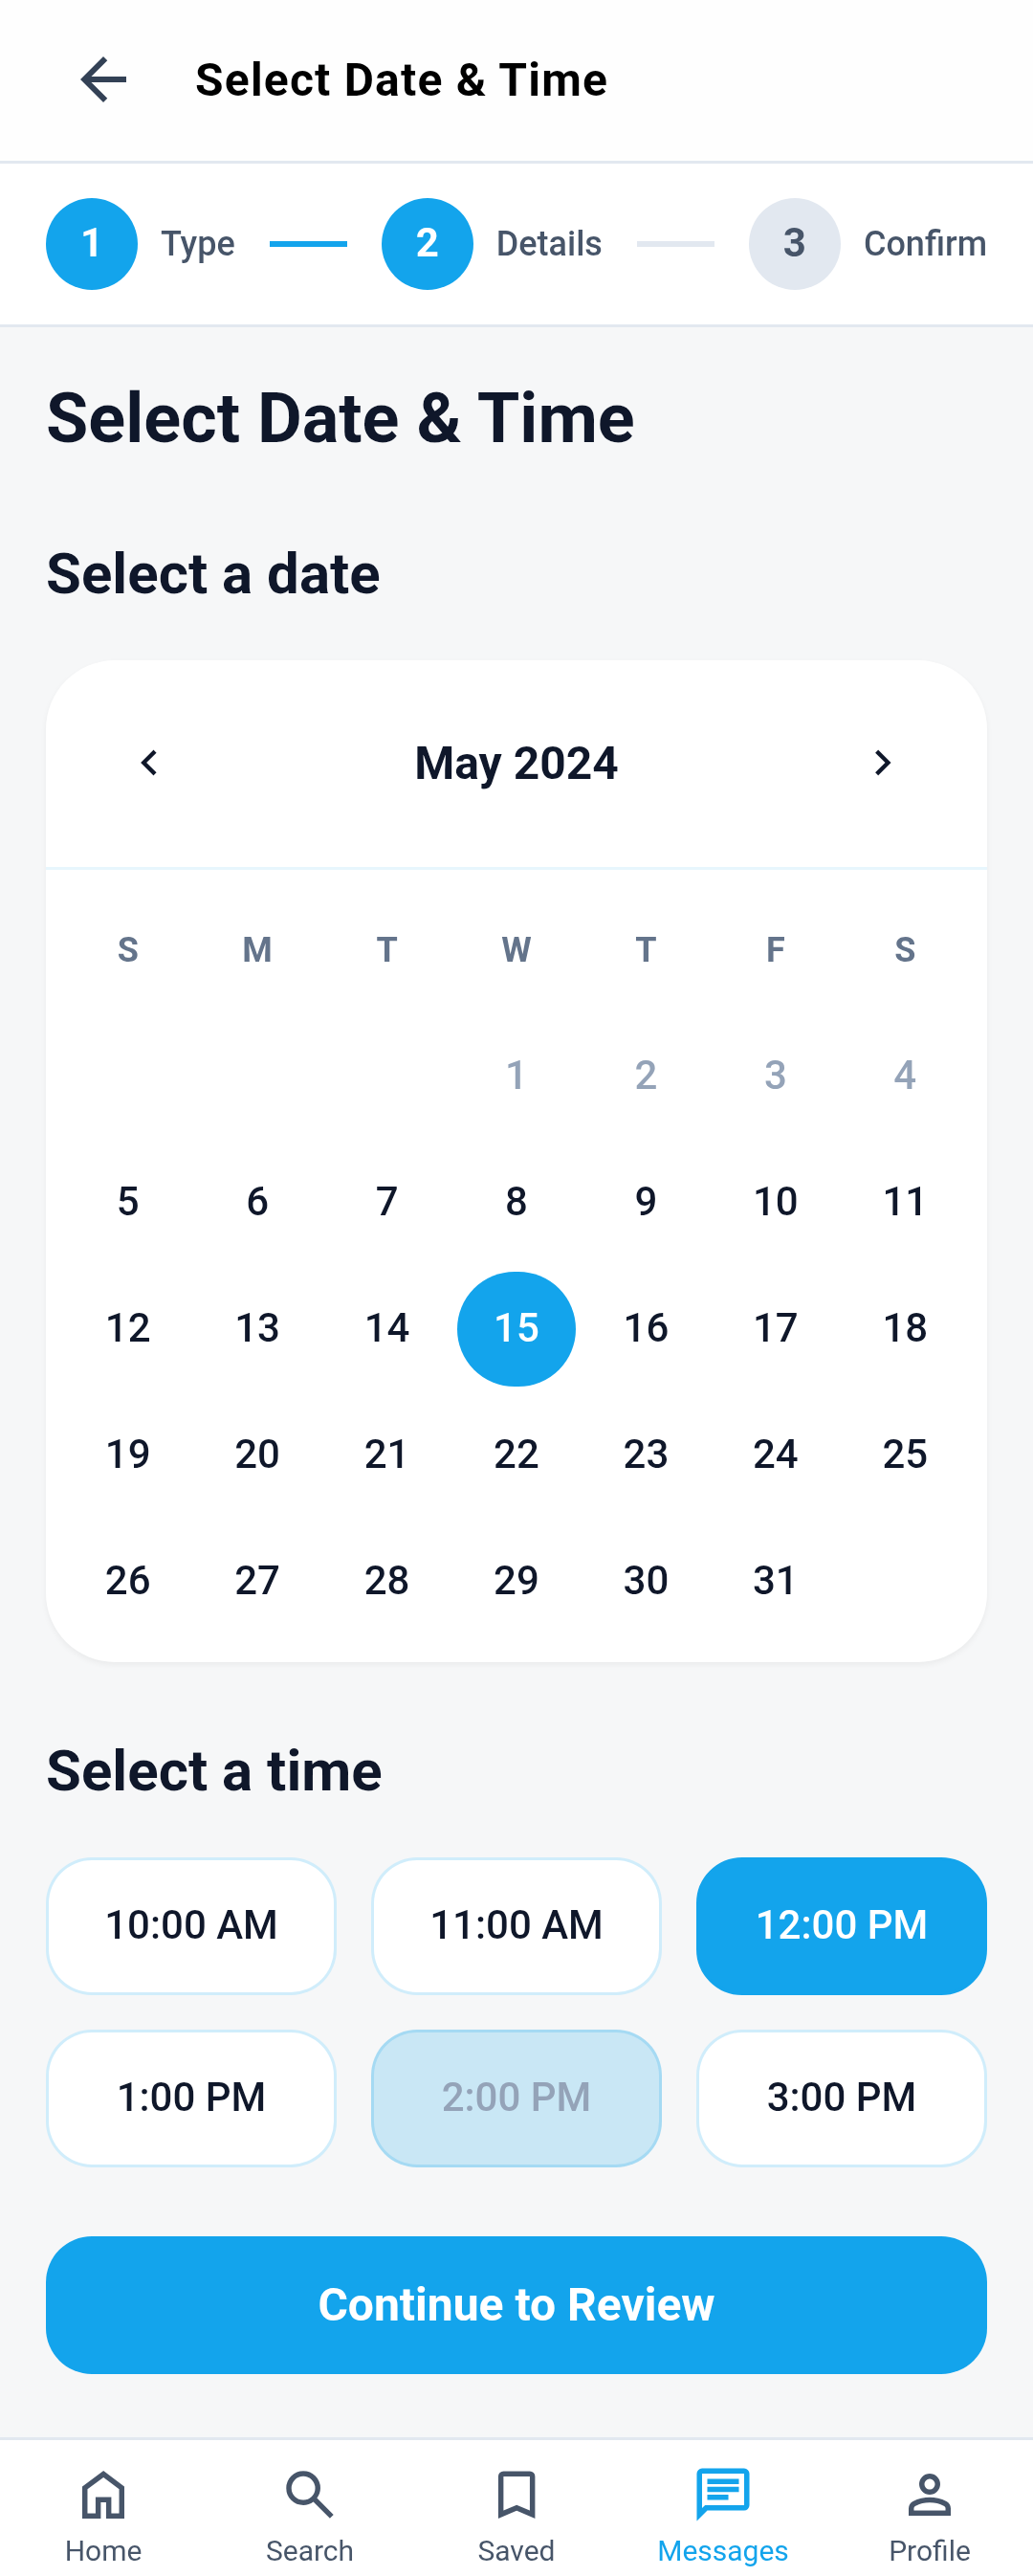 Select Date & Time
1 Type 2 Details 3 Confirm
Select Date & Time
Select a date
May 2024
S M T W T F S
1 2 3 4
5 6 7 8 9 10 11
12 13 14 15 16 17 18
19 20 21 22 23 24 25
26 27 28 29 30 31
Select a time
10:00 AM 11:00 AM 12:00 PM
1:00 PM 2:00 PM 3:00 PM
Continue to Review
Home Search Saved Messages Profile